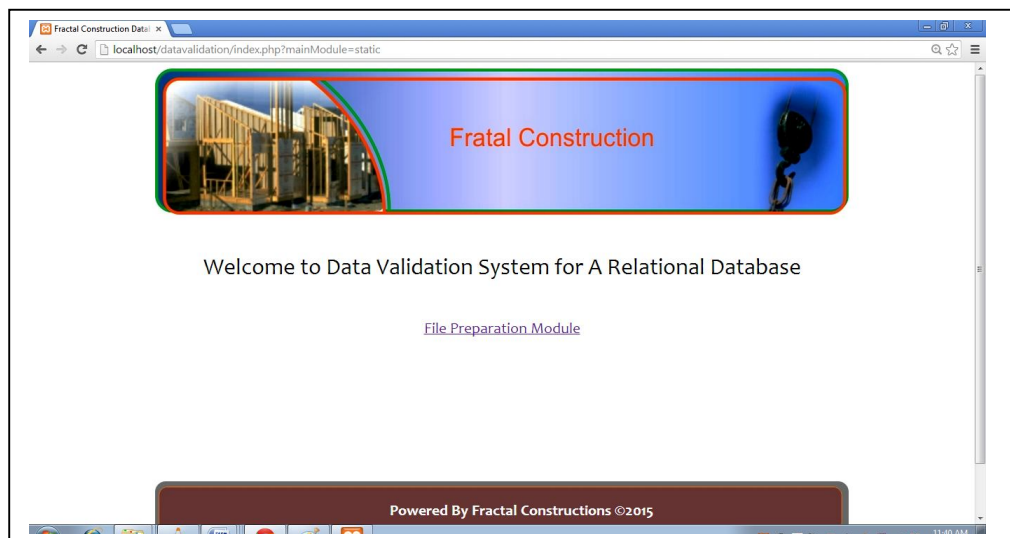 Fractal Construction Datal
localhost/datavalidation/index.php?mainModule=static
Fratal Construction
Welcome to Data Validation System for A Relational Database
File Preparation Module
Powered By Fractal Constructions ©2015
11:40 AM